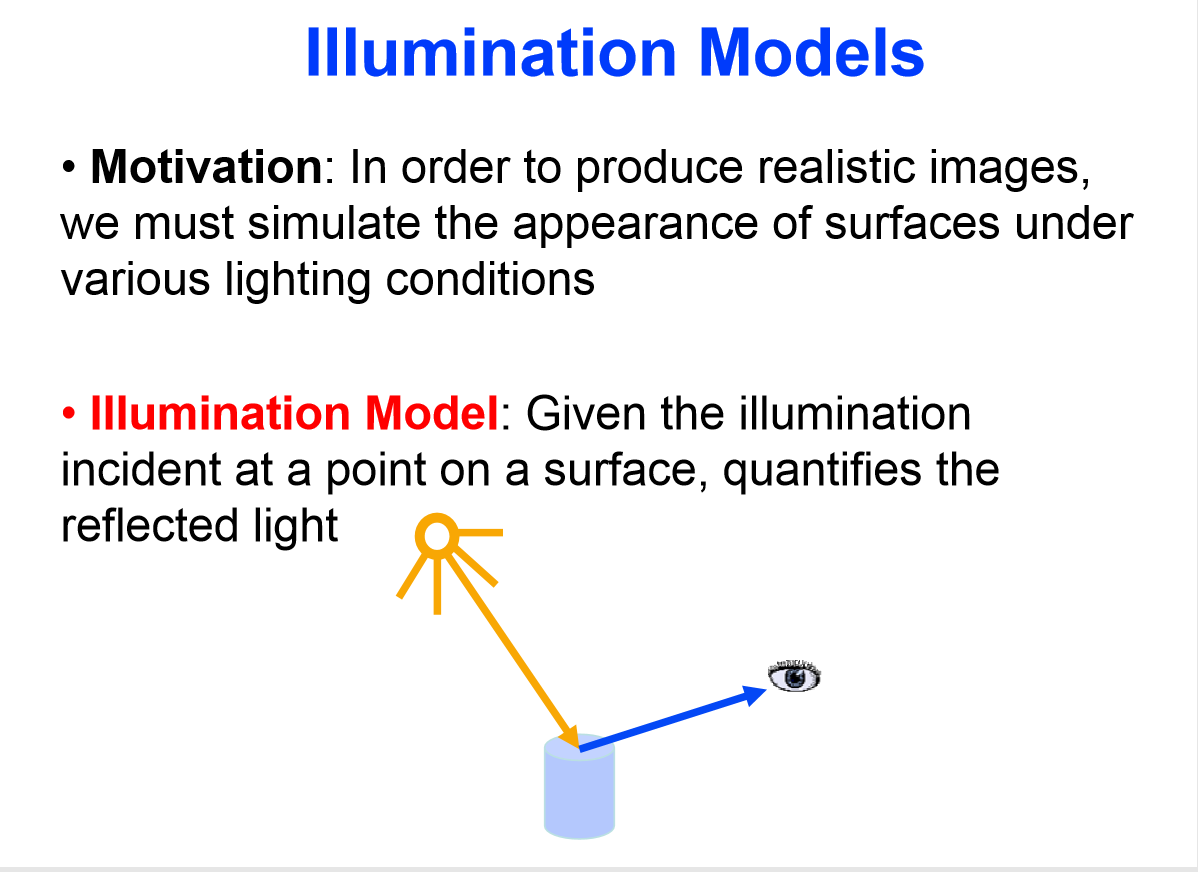 Illumination Models
• Motivation: In order to produce realistic images,
we must simulate the appearance of surfaces under
various lighting conditions
• Illumination Model: Given the illumination
incident at a point on a surface, quantifies the
reflected light